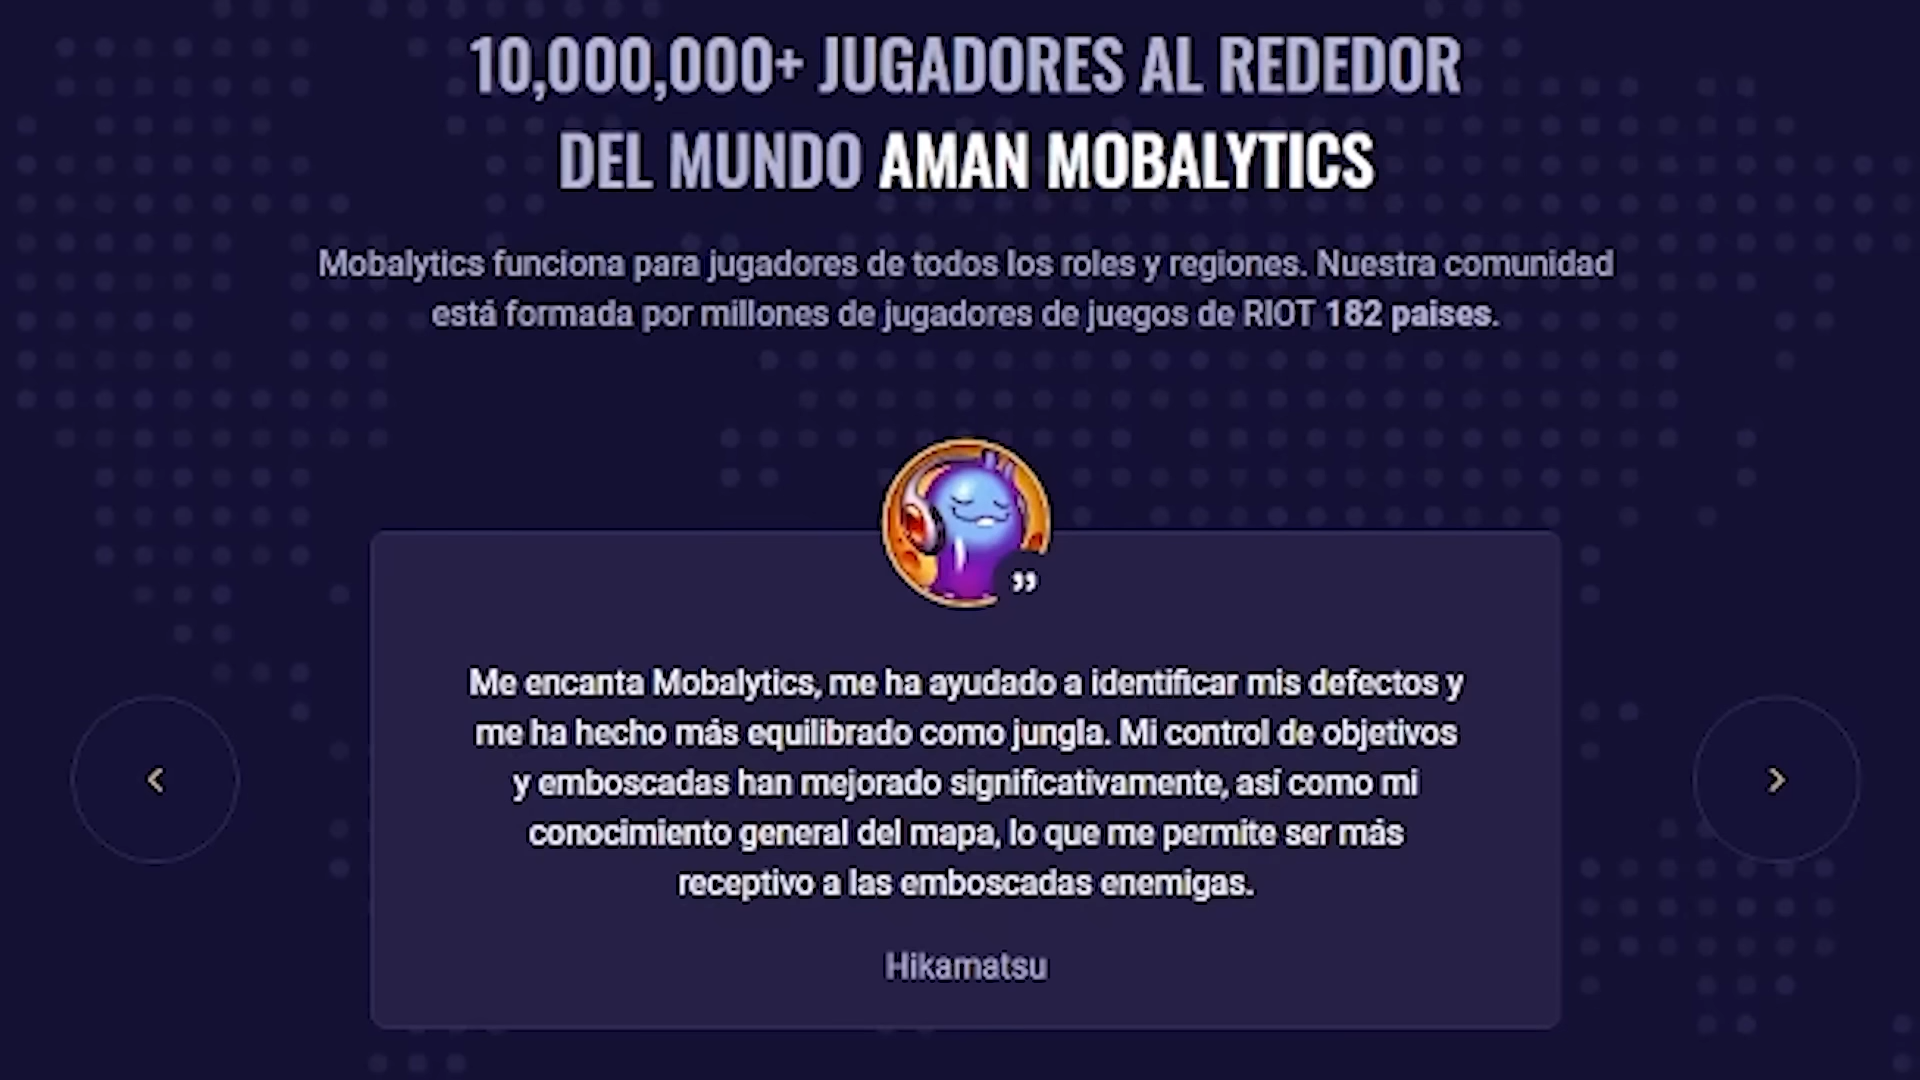 10,000,000+ JUGADORES AL REDEDOR
DEL MUNDO AMAN MOBALYTICS
Mobalytics funciona para jugadores de todos los roles y regiones. Nuestra comunidad
está formada por millones de jugadores de juegos de RIOT 182 paises.
”
Me encanta Mobalytics, me ha ayudado a identificar mis defectos y
me ha hecho más equilibrado como jungla. Mi control de objetivos
y emboscadas han mejorado significativamente, así como mi
conocimiento general del mapa, lo que me permite ser más
receptivo a las emboscadas enemigas.
Hikamatsu